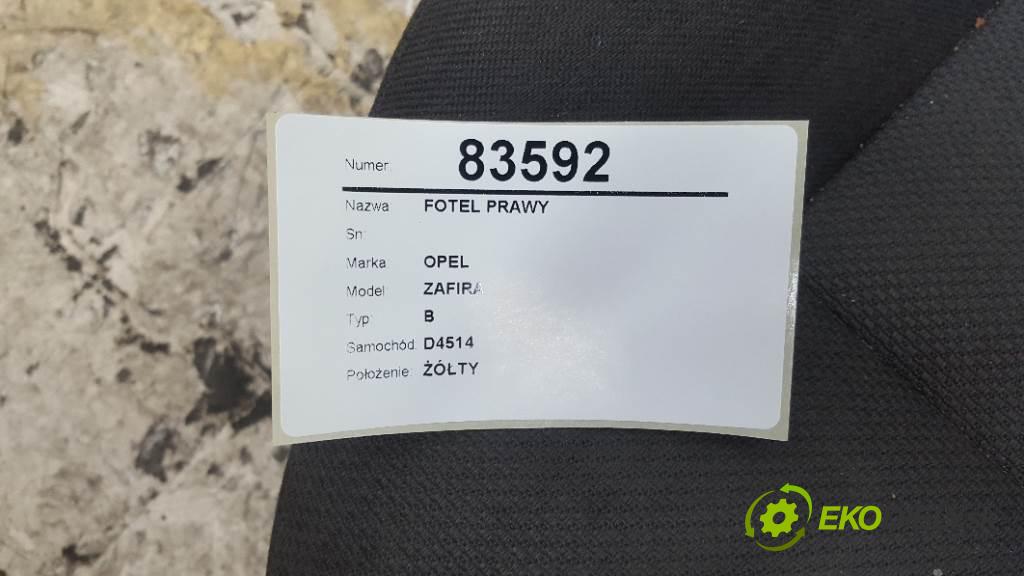 Numer: 83592
Nazwa FOTEL PRAWY
Sn:
Marka: OPEL
Model: ZAFIRA
Typ: B
Samochód: D4514
Położenie: ŻÓŁTY
EKO